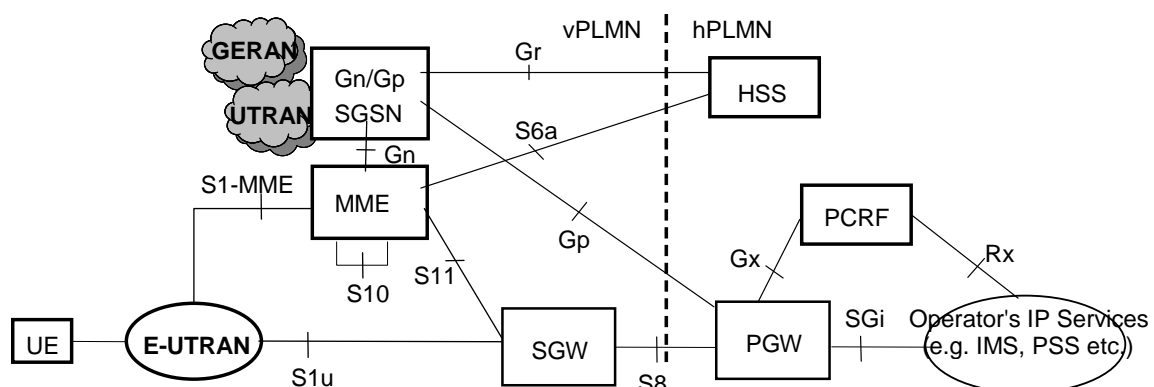 vPLMN
hPLMN
GERAN
Gr
Gn/Gp
SGSN
HSS
UTRAN
S6a
Gn
S1-MME
MME
PCRF
Gp
Gx
Rx
S11
S10
SGi
Operator's IP Services
e.g. IMS, PSS etc.)
UE
E-UTRAN
SGW
PGW
S1u
S8